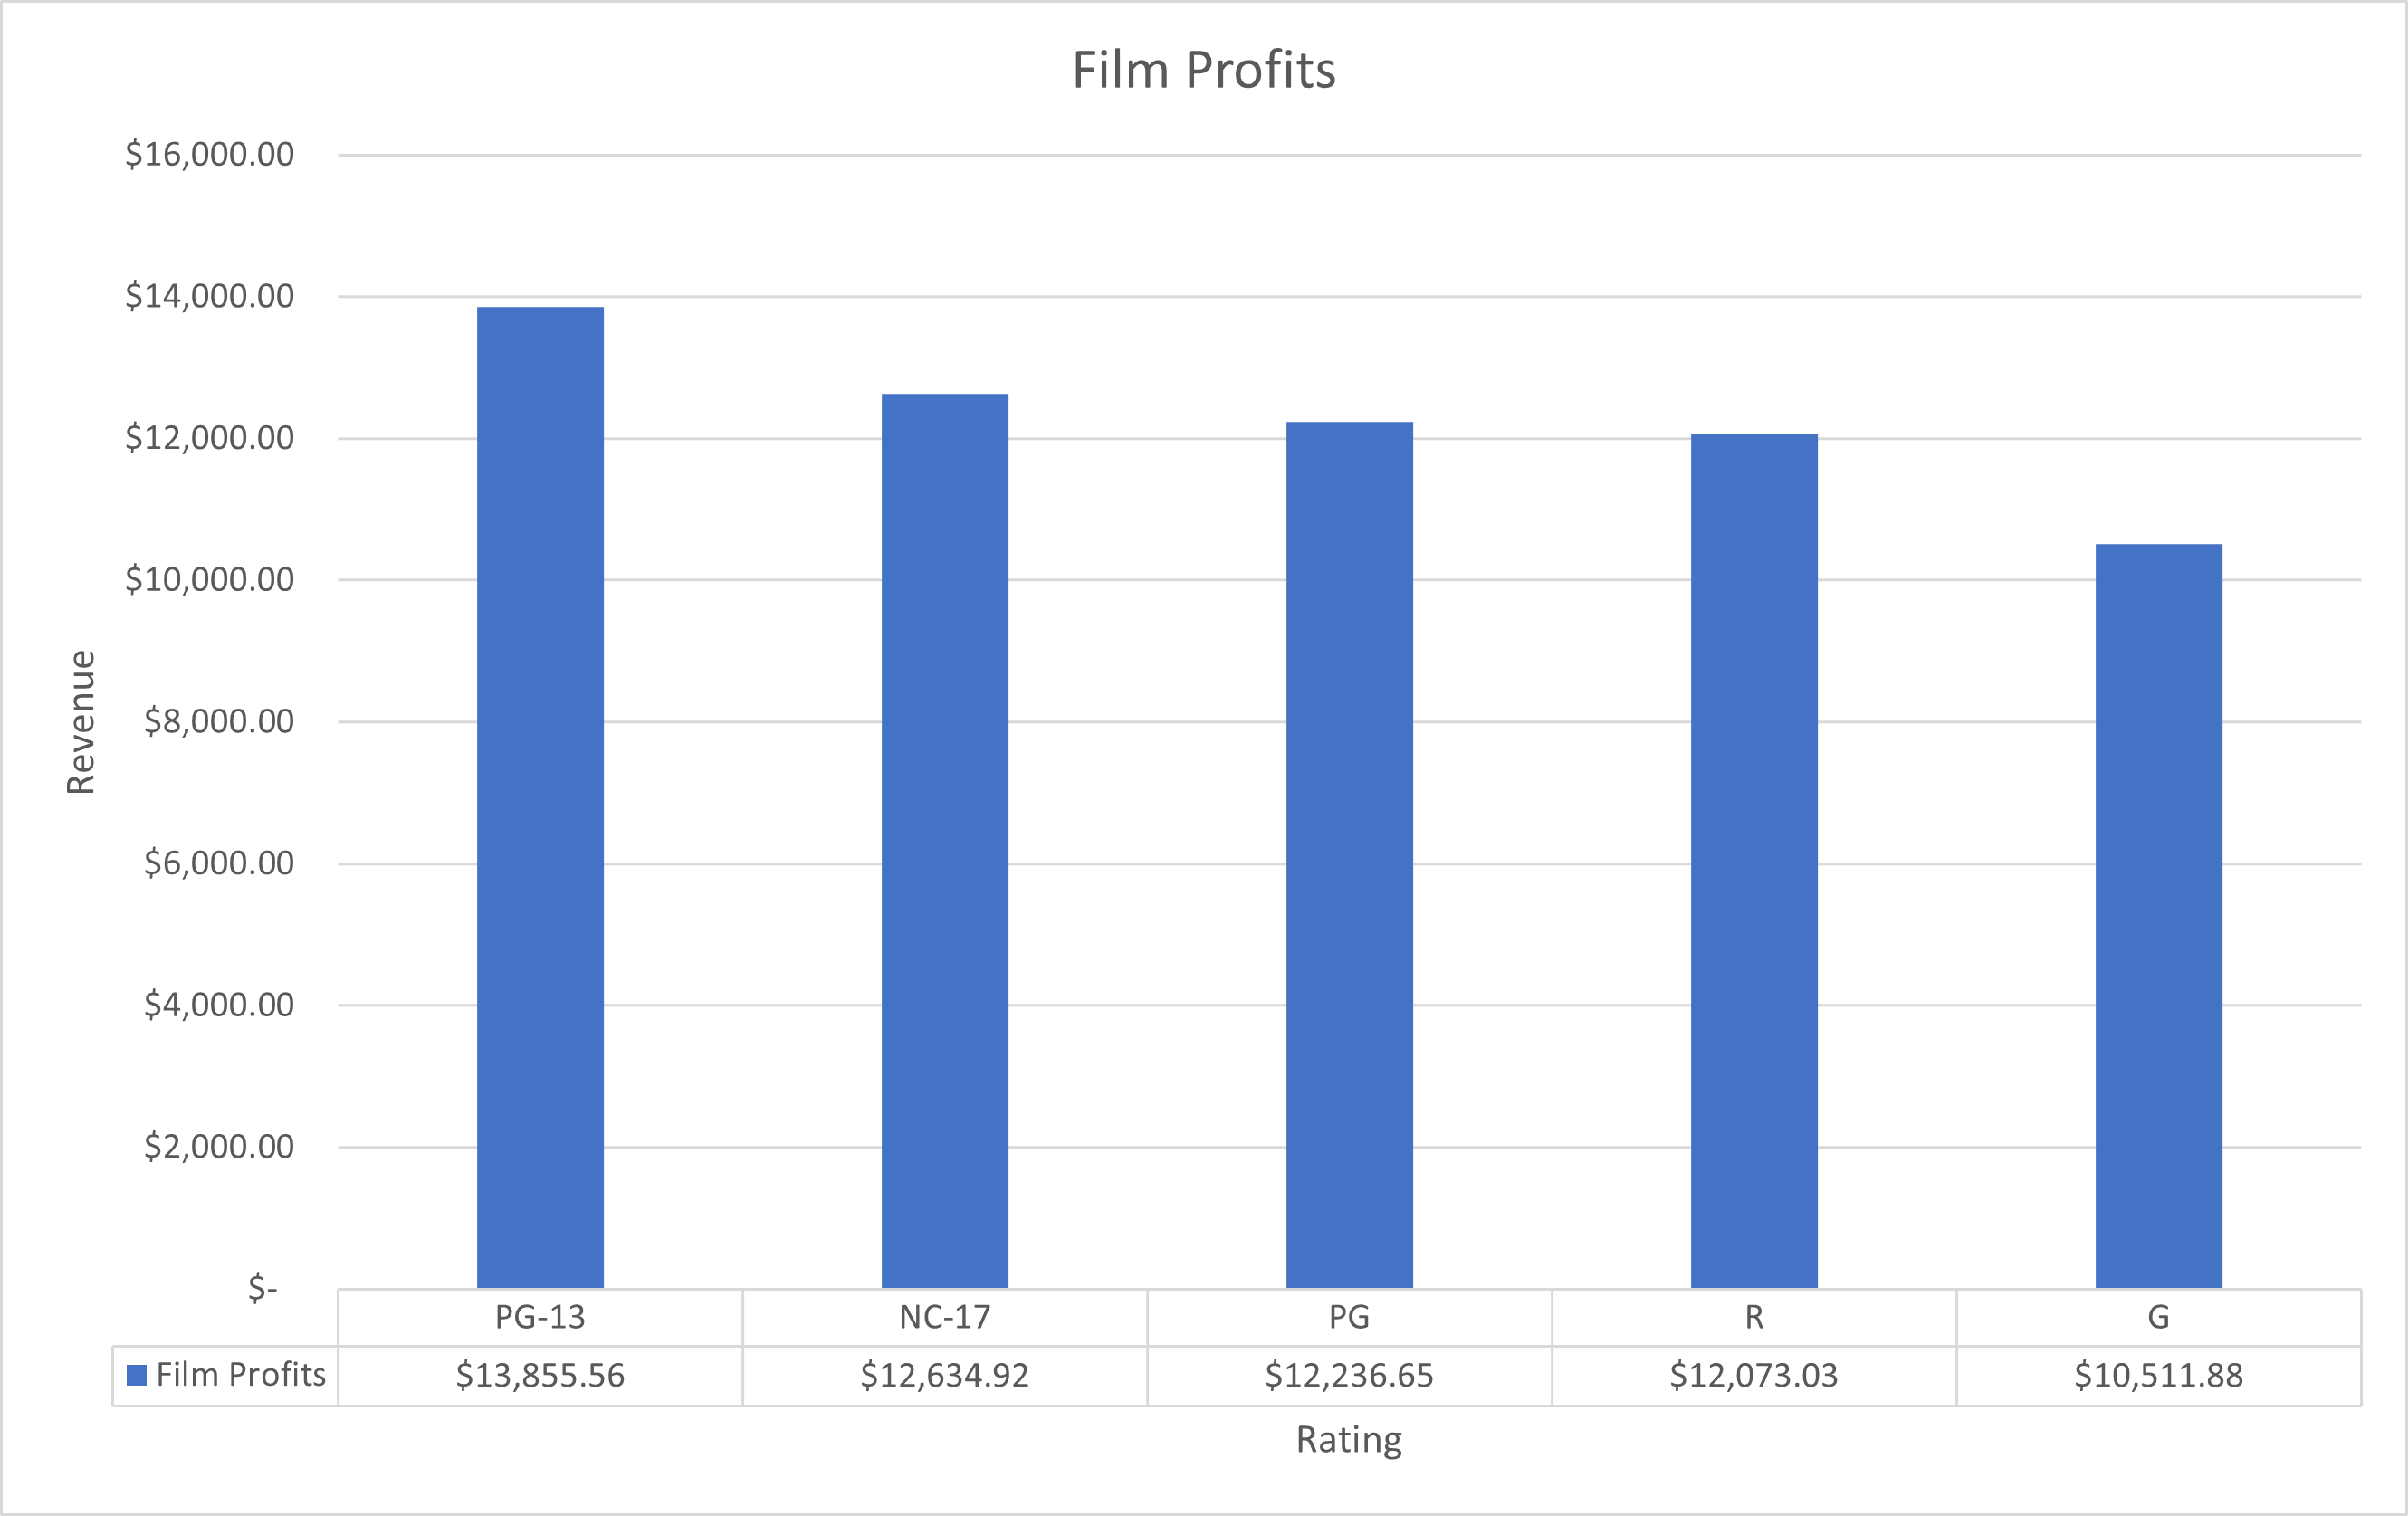 Film Profits
$16,000.00
$14,000.00
$12,000.00
$10,000.00
$8,000.00
$6,000.00
$4,000.00
$2,000.00
$-
Revenue
PG-13 NC-17 PG R G
Film Profits $13,855.56 $12,634.92 $12,236.65 $12,073.03 $10,511.88
Rating